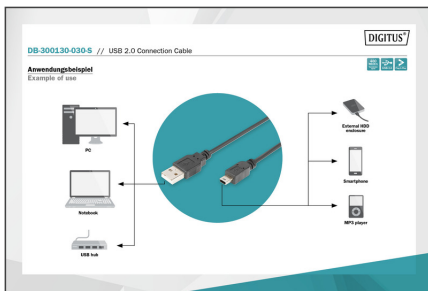 DIGITUS®
DB-300130-030-S // USB 2.0 Connection Cable
Anwendungsbeispiel
Example of use
PC
Notebook
USB hub
External HDD
enclosure
Smartphone
MP3 player